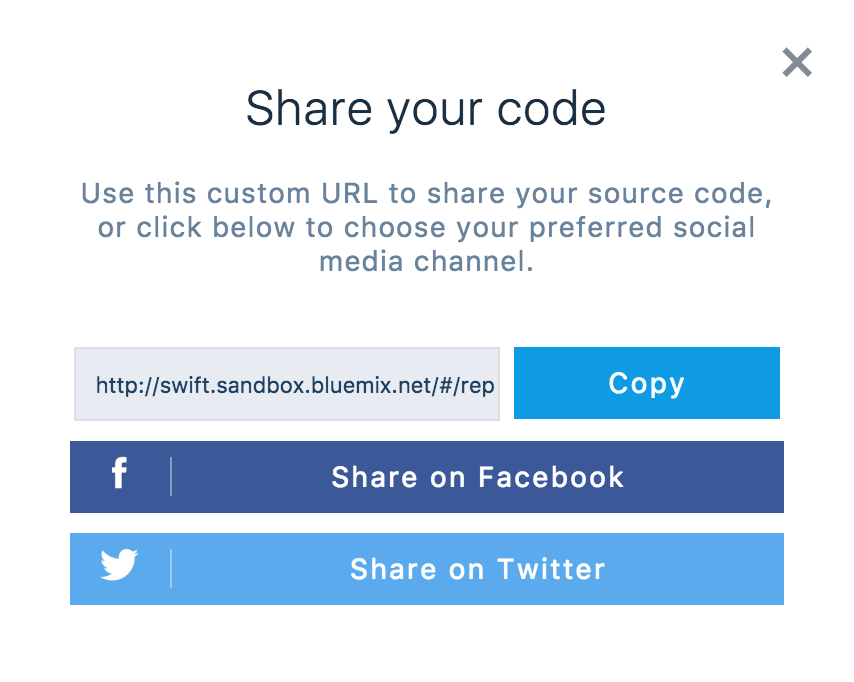 Share your code
Use this custom URL to share your source code,
or click below to choose your preferred social
media channel.
http://swift.sandbox.bluemix.net/#/rep
Copy
f
Share on Facebook
Share on Twitter